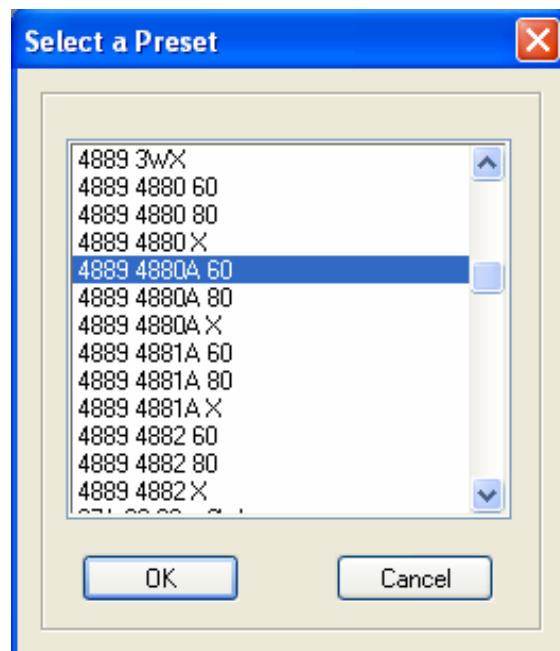 Select a Preset
4889 3WX
4889 4880 60
4889 4880 80
4889 4880 X
4889 4880A 60
4889 4880A 80
4889 4880A X
4889 4881A 60
4889 4881A 80
4889 4881A X
4889 4882 60
4889 4882 80
4889 4882 X
OK
Cancel